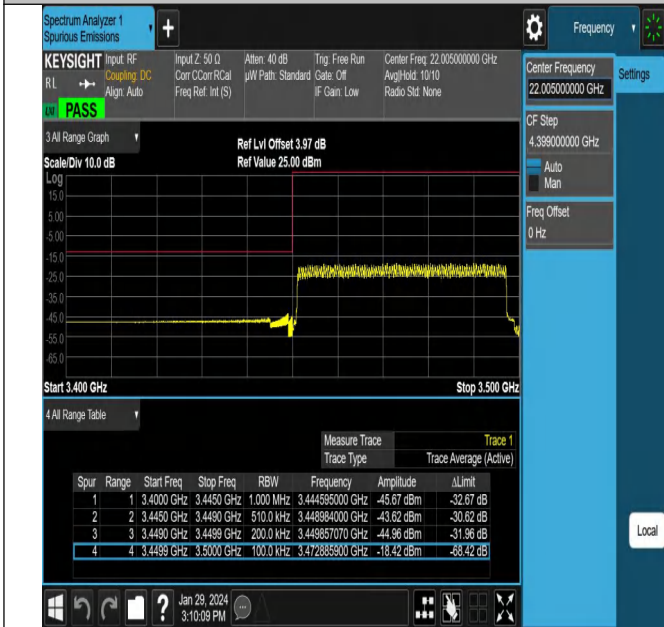 Spectrum Analyzer 1
Spurious Emissions
Frequency
KEYSIGHT Input: RF Input Z: 50 Ω Atten: 40 dB Trig: Free Run Center Freq: 22.005000000 GHz
RL Coupling: DC Corr CCorr RCal µW Path: Standard Gate: Off Avg|Hold: 10/10
Align: Auto Freq Ref: Int (S) IF Gain: Low Radio Std: None
PASS
Center Frequency
22.005000000 GHz
Settings
CF Step
4.399000000 GHz
Auto
Man
Freq Offset
0 Hz
3 All Range Graph
Ref Lvl Offset 3.97 dB
Scale/Div 10.0 dB Ref Value 25.00 dBm
Log
15.0
5.00
-5.00
-15.0
-25.0
-35.0
-45.0
-55.0
-65.0
Start 3.400 GHz Stop 3.500 GHz
4 All Range Table
Measure Trace Trace 1
Trace Type Trace Average (Active)
Spur Range Start Freq Stop Freq RBW Frequency Amplitude ΔLimit
1 1 3.4000 GHz 3.4450 GHz 1.000 MHz 3.444595000 GHz -45.67 dBm -32.67 dB
2 2 3.4450 GHz 3.4490 GHz 510.0 kHz 3.448984000 GHz -43.62 dBm -30.62 dB
3 3 3.4490 GHz 3.4499 GHz 200.0 kHz 3.449857070 GHz -44.96 dBm -31.96 dB
4 4 3.4499 GHz 3.5000 GHz 100.0 kHz 3.472885900 GHz -18.42 dBm -68.42 dB
Local
Jan 29, 2024
3:10:09 PM